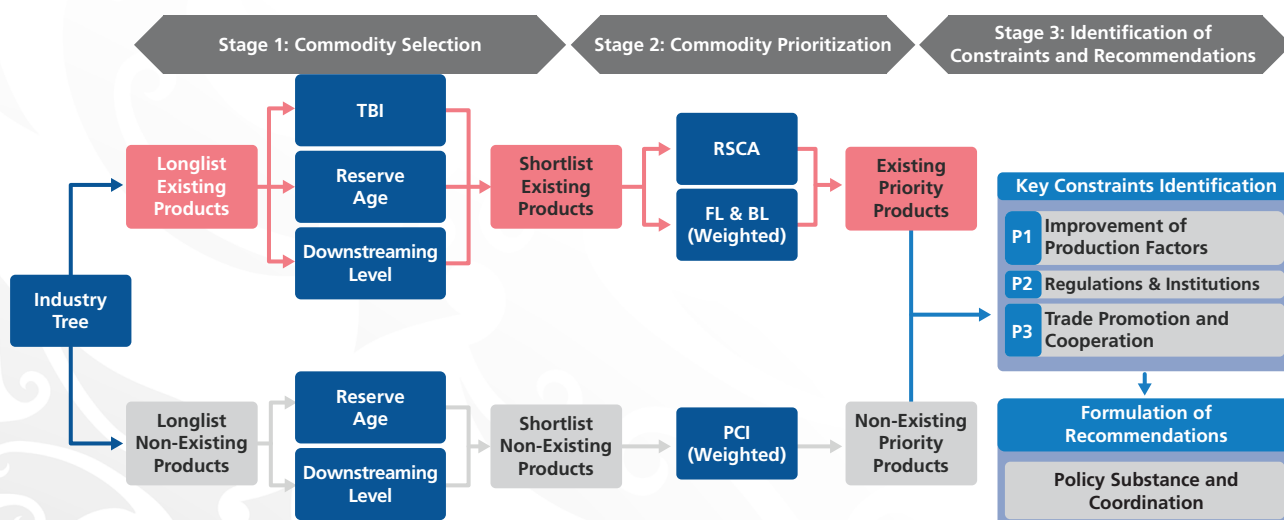 Stage 1: Commodity Selection
Stage 2: Commodity Prioritization
Stage 3: Identification of
Constraints and Recommendations
Industry
Tree
Longlist
Existing
Products
TBI
Reserve
Age
Downstreaming
Level
Shortlist
Existing
Products
RSCA
FL & BL
(Weighted)
Existing
Priority
Products
Longlist
Non-Existing
Products
Reserve
Age
Downstreaming
Level
Shortlist
Non-Existing
Products
PCI
(Weighted)
Non-Existing
Priority
Products
Key Constraints Identification
P1 Improvement of
Production Factors
P2 Regulations & Institutions
P3 Trade Promotion and
Cooperation
Formulation of
Recommendations
Policy Substance and
Coordination